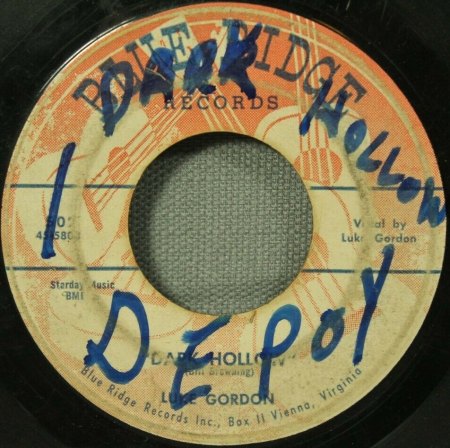 BLUE RIDGE
RECORDS
1 DARK HOLLOW
Vocal by
Luke Gordon
Starday Music
BMI
DEPOY
"DARK HOLLOW"
LUKE GORDON
Blue Ridge Records Inc., Box 11 Vienna, Virginia